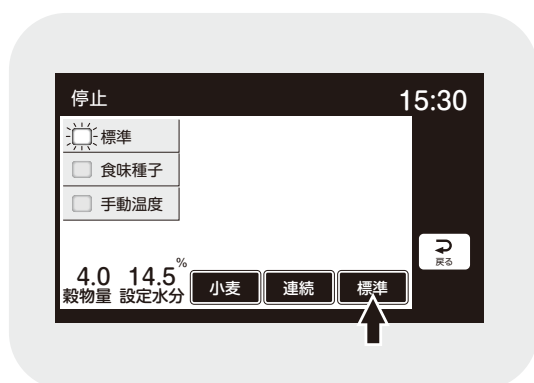 停止 15:30
標準
食味種子
手動温度
戻る
4.0 14.5%
穀物量 設定水分 小麦 連続 標準